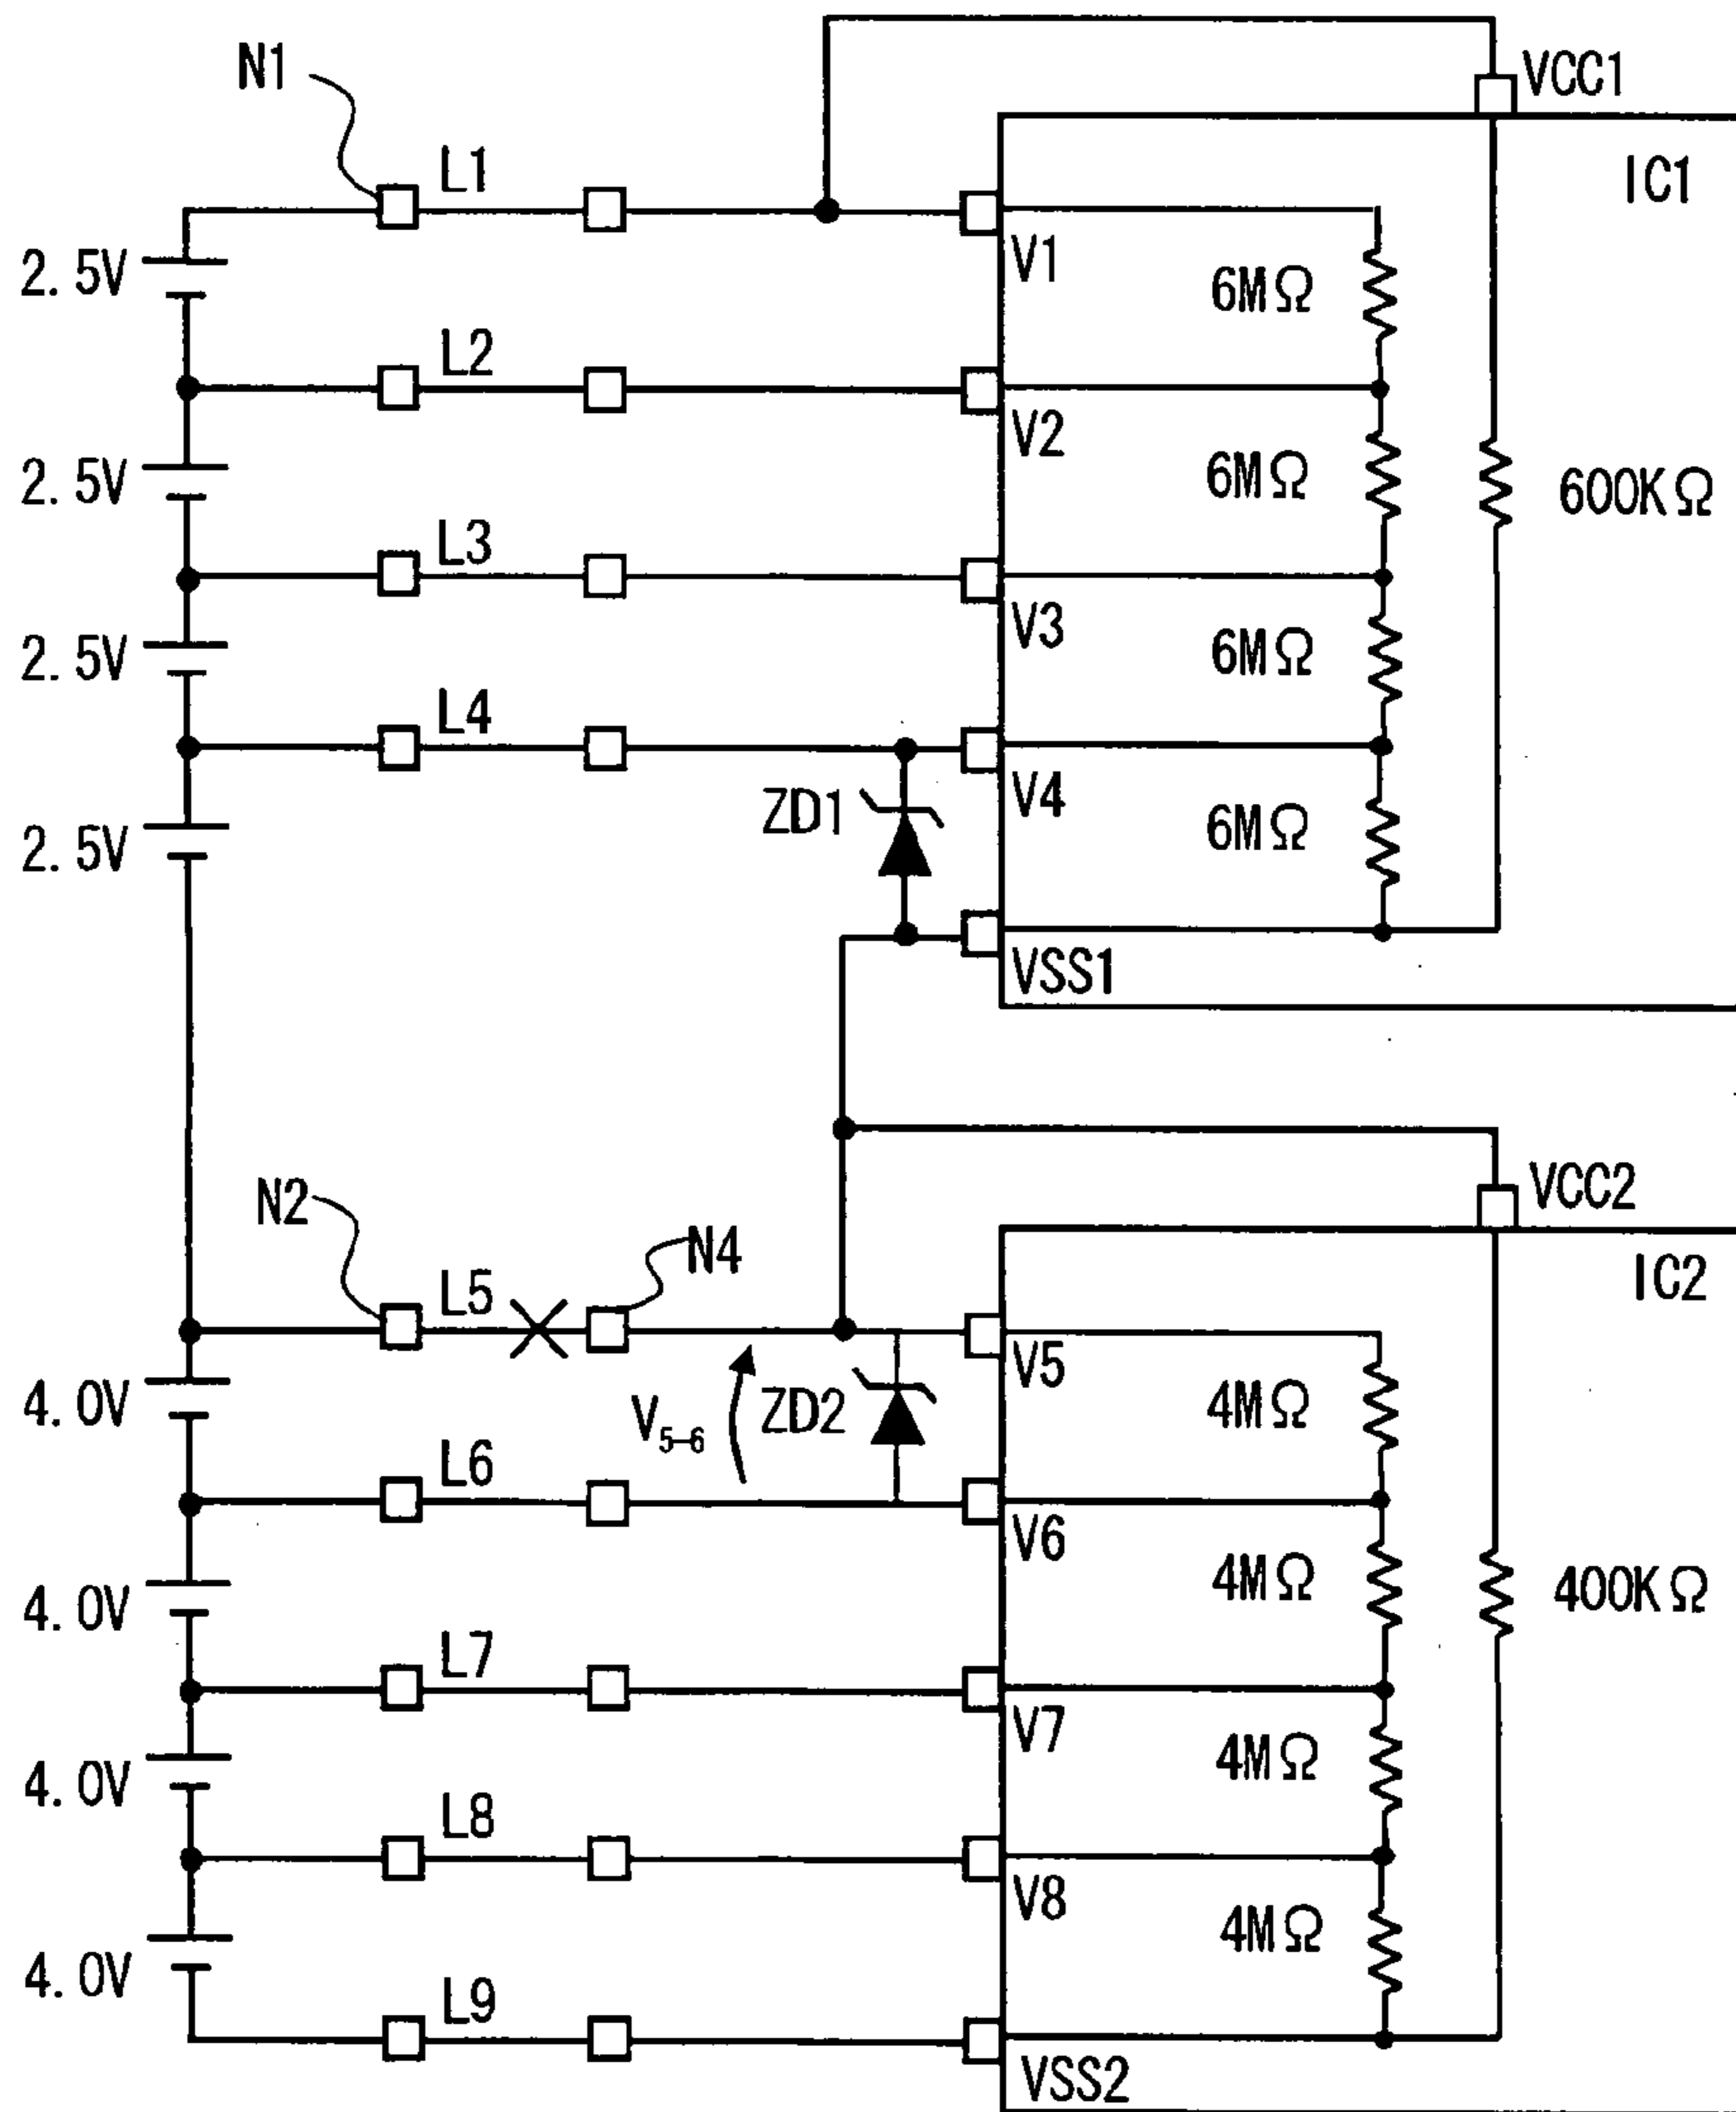 N1
VCC1
L1
IC1
2. 5V
V1
6MΩ
L2
2. 5V
V2
6MΩ
600KΩ
L3
2. 5V
V3
6MΩ
L4
ZD1
V4
6MΩ
2. 5V
VSS1
N2
N4
VCC2
L5
IC2
4. 0V
V5-6
ZD2
V5
4MΩ
L6
4. 0V
V6
4MΩ
400KΩ
L7
V7
4MΩ
4. 0V
L8
V8
4MΩ
4. 0V
L9
VSS2